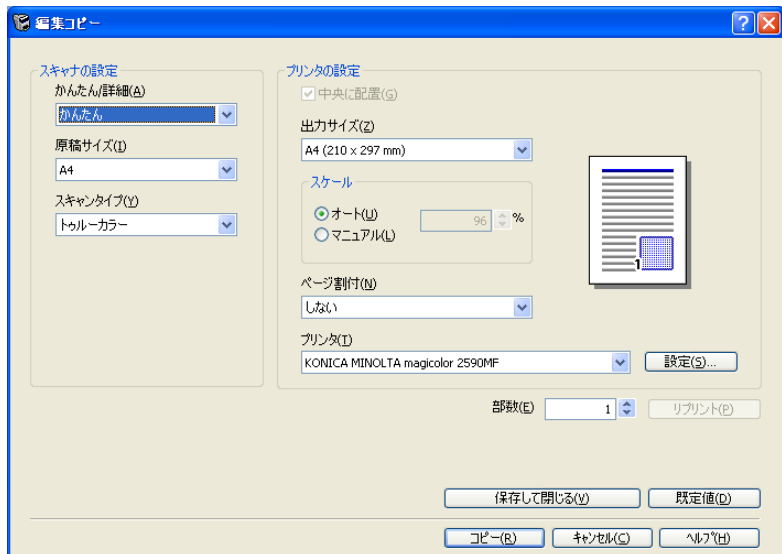 編集コピー
スキャナの設定
かんたん/詳細(A)
かんたん
原稿サイズ(I)
A4
スキャンタイプ(Y)
トゥルーカラー
プリンタの設定
中央に配置(G)
出力サイズ(Z)
A4 (210 x 297 mm)
スケール
オート(U)
96 %
マニュアル(L)
ページ割付(N)
しない
1
プリンタ(T)
KONICA MINOLTA magicolor 2590MF
設定(S)...
部数(E)
1
リプリント(P)
保存して閉じる(V)
既定値(D)
コピー(R)
キャンセル(C)
ヘルプ(H)